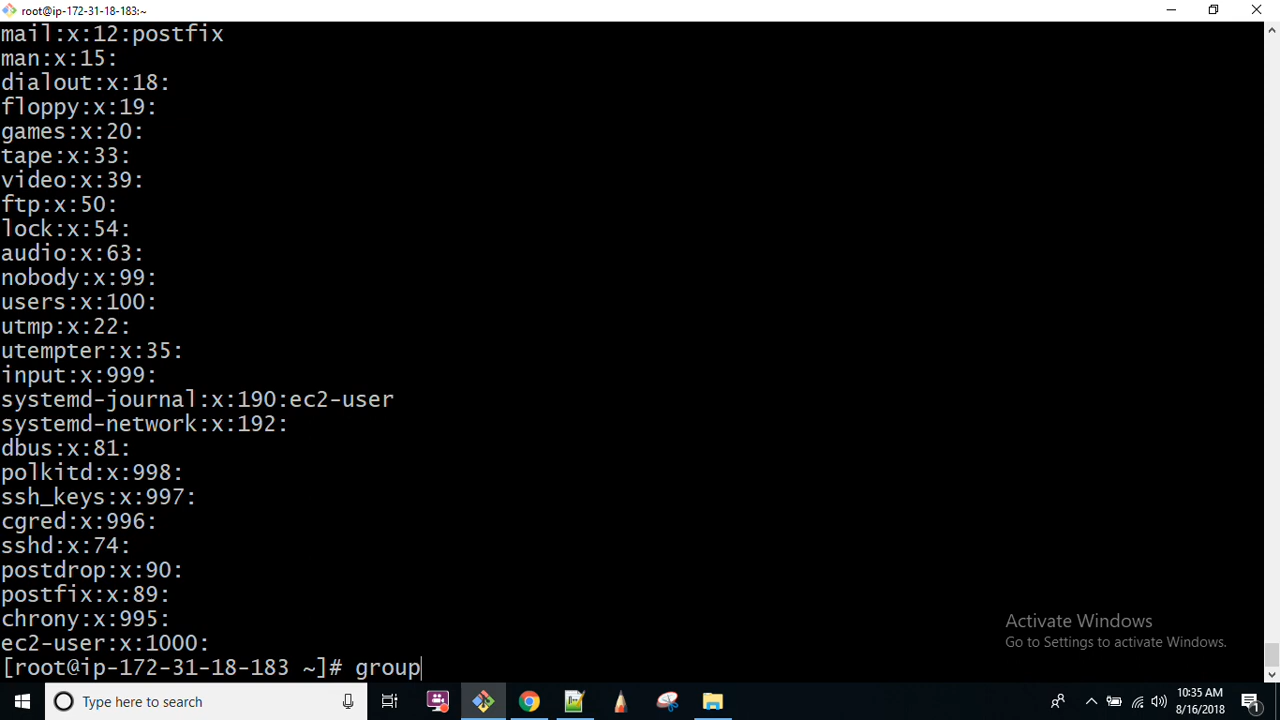 root@ip-172-31-18-183:~
mail:x:12:postfix
man:x:15:
dialout:x:18:
floppy:x:19:
games:x:20:
tape:x:33:
video:x:39:
ftp:x:50:
lock:x:54:
audio:x:63:
nobody:x:99:
users:x:100:
utmp:x:22:
utempter:x:35:
input:x:999:
systemd-journal:x:190:ec2-user
systemd-network:x:192:
dbus:x:81:
polkitd:x:998:
ssh_keys:x:997:
cgred:x:996:
sshd:x:74:
postdrop:x:90:
postfix:x:89:
chrony:x:995:
ec2-user:x:1000:
[root@ip-172-31-18-183 ~]# group
Activate Windows
Go to Settings to activate Windows.
Type here to search
10:35 AM
8/16/2018
1